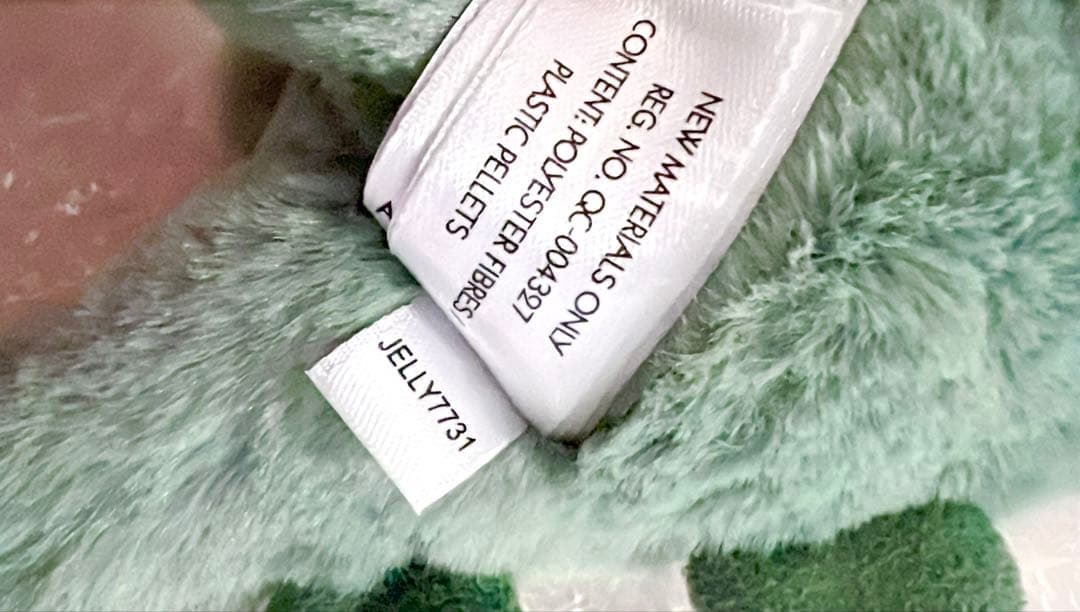 NEW MATERIALS ONLY
REG. NO. QC-004327
CONTENT: POLYESTER FIBRES
PLASTIC PELLETS
A
JELLY7731